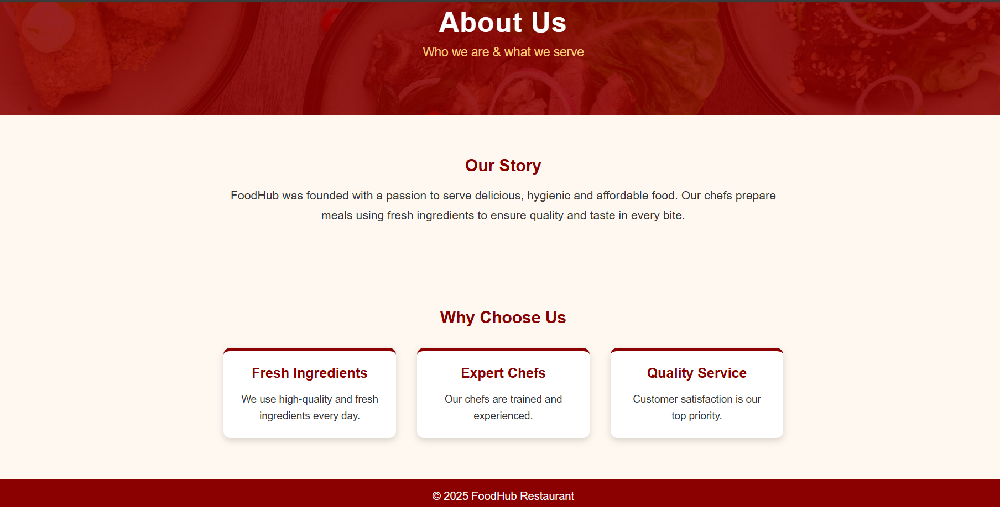 About Us
Who we are & what we serve
Our Story
FoodHub was founded with a passion to serve delicious, hygienic and affordable food. Our chefs prepare
meals using fresh ingredients to ensure quality and taste in every bite.
Why Choose Us
Fresh Ingredients
We use high-quality and fresh
ingredients every day.
Expert Chefs
Our chefs are trained and
experienced.
Quality Service
Customer satisfaction is our
top priority.
© 2025 FoodHub Restaurant